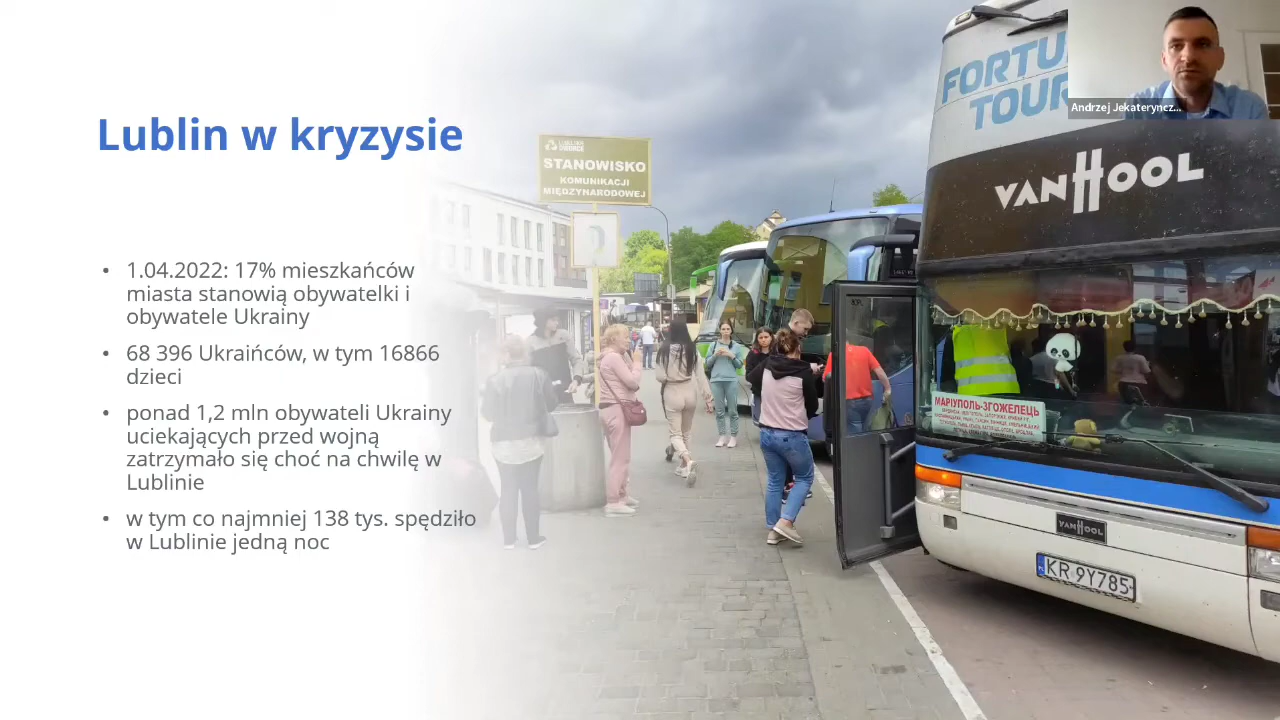 Lublin w kryzysie
• 1.04.2022: 17% mieszkańców
miasta stanowią obywatelki i
obywatele Ukrainy
• 68 396 Ukraińców, w tym 16866
dzieci
• ponad 1,2 mln obywateli Ukrainy
uciekających przed wojną
zatrzymało się choć na chwilę w
Lublinie
• w tym co najmniej 138 tys. spędziło
w Lublinie jedną noc
STANOWISKO
KOMUNIKACJI
MIĘDZYNARODOWEJ
TOUR
VANHOOL
МАРІУПОЛЬ-ЗГОЖЕЛЕЦЬ
VANHOOL
KR 9Y785
Andrzej Jekateryncz...